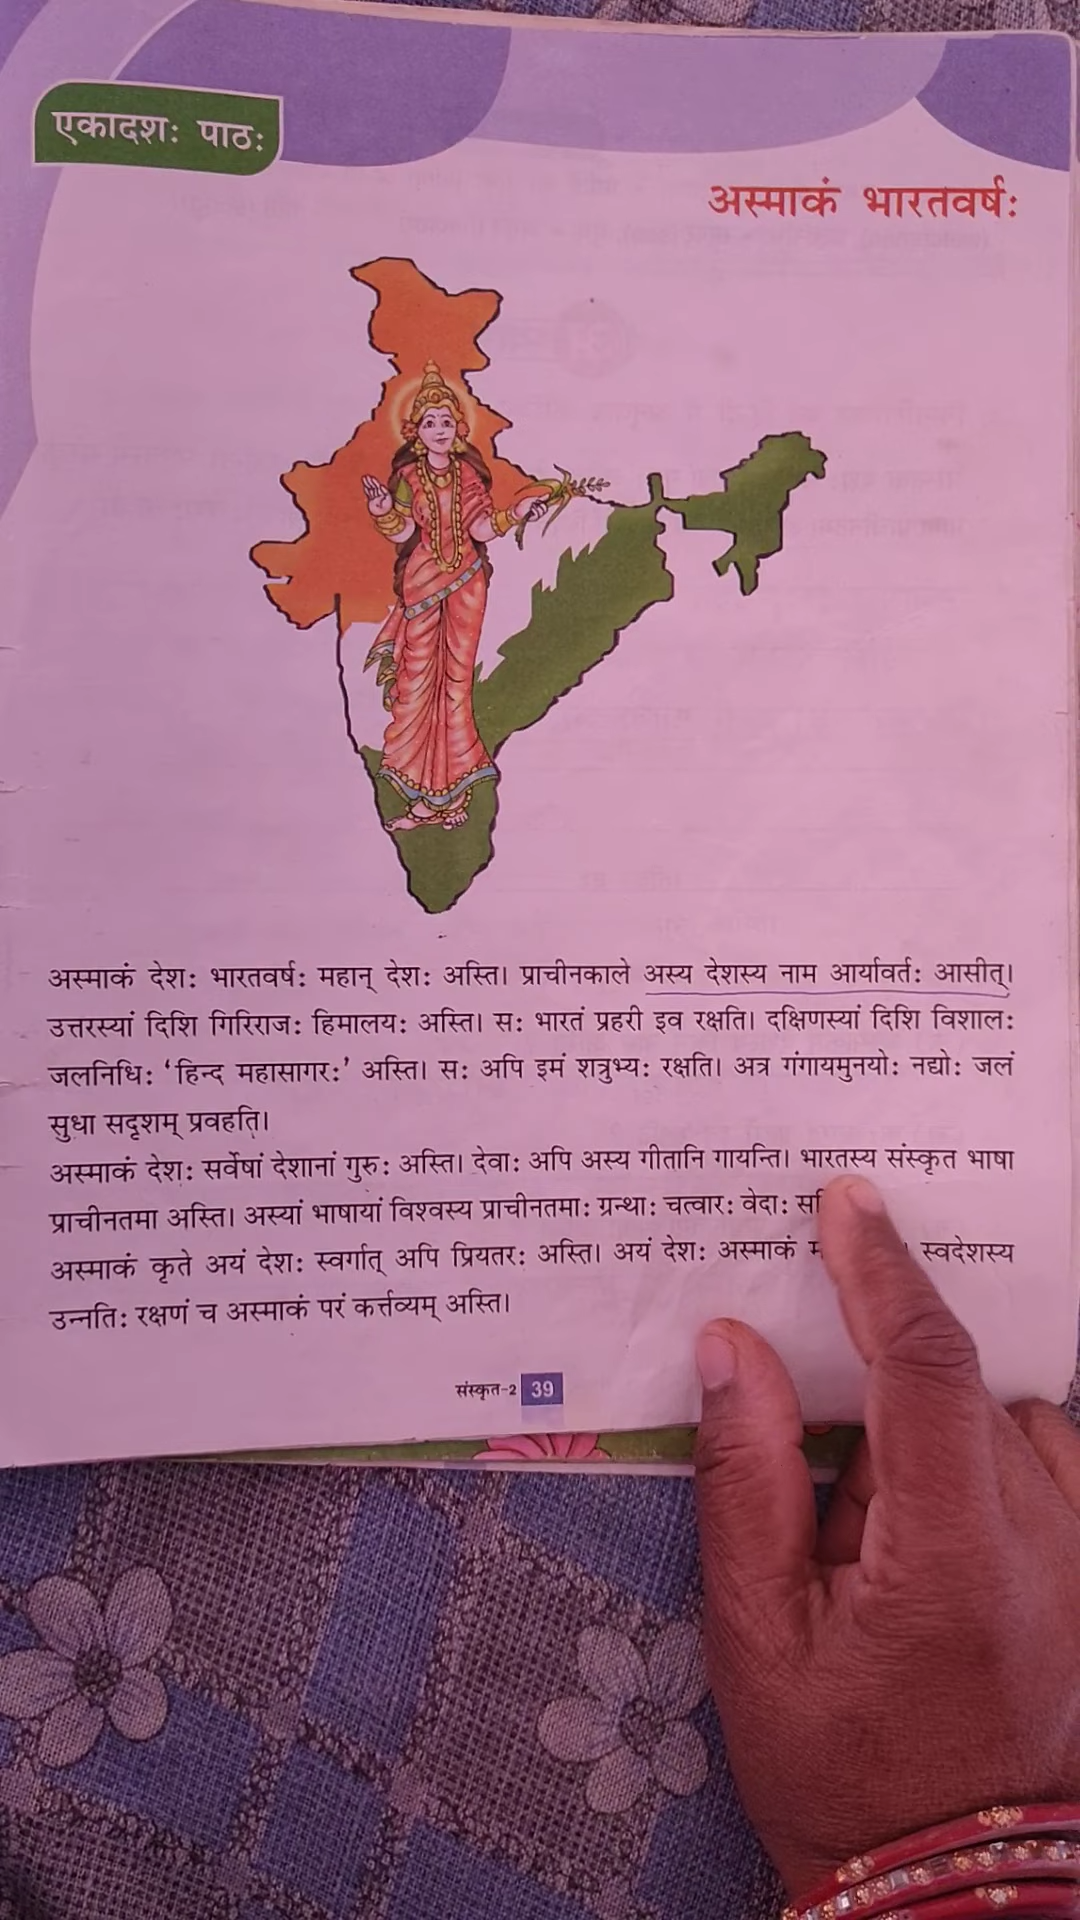 एकादशः पाठः
अस्माकं भारतवर्षः
अस्माकं देशः भारतवर्षः महान् देशः अस्ति। प्राचीनकाले अस्य देशस्य नाम आर्यावर्तः आसीत्।
उत्तरस्यां दिशि गिरिराजः हिमालयः अस्ति। सः भारतं प्रहरी इव रक्षति। दक्षिणस्यां दिशि विशालः
जलनिधिः ‘हिन्द महासागरः’ अस्ति। सः अपि इमं शत्रुभ्यः रक्षति। अत्र गंगायमुनयोः नद्योः जलं
सुधा सदृशम् प्रवहति।
अस्माकं देशः सर्वेषां देशानां गुरुः अस्ति। देवाः अपि अस्य गीतानि गायन्ति। भारतस्य संस्कृत भाषा
प्राचीनतमा अस्ति। अस्यां भाषायां विश्वस्य प्राचीनतमाः ग्रन्थाः चत्वारः वेदाः
अस्माकं कृते अयं देशः स्वर्गात् अपि प्रियतरः अस्ति। अयं देशः अस्माकं स्वदेशस्य
उन्नतिः रक्षणं च अस्माकं परं कर्त्तव्यम् अस्ति।
संस्कृत-2 39